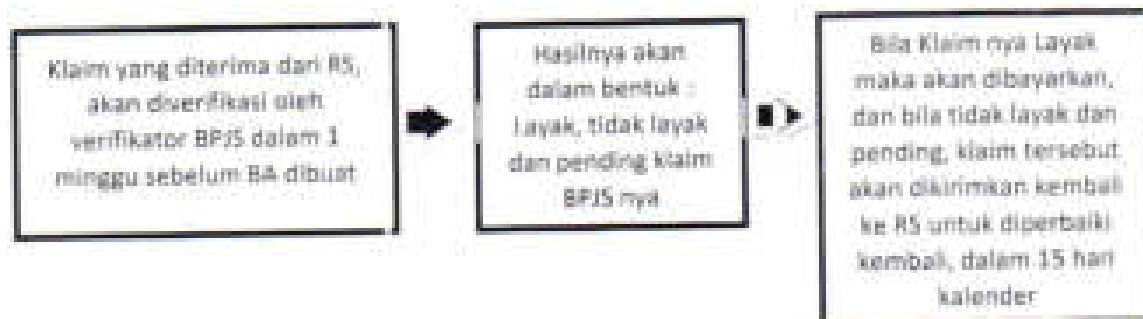 Klaim yang diterima dari RS,
akan diverifikasi oleh
verifikator BPJS dalam 1
minggu sebelum BA dibuat
Hasilnya akan
dalam bentuk :
Layak, tidak layak
dan pending klaim
BPJS nya
Bila Klaim nya Layak
maka akan dibayarkan,
dan bila tidak layak dan
pending, klaim tersebut
akan dikirimkan kembali
ke RS untuk diperbaiki
kembali, dalam 15 hari
kalender